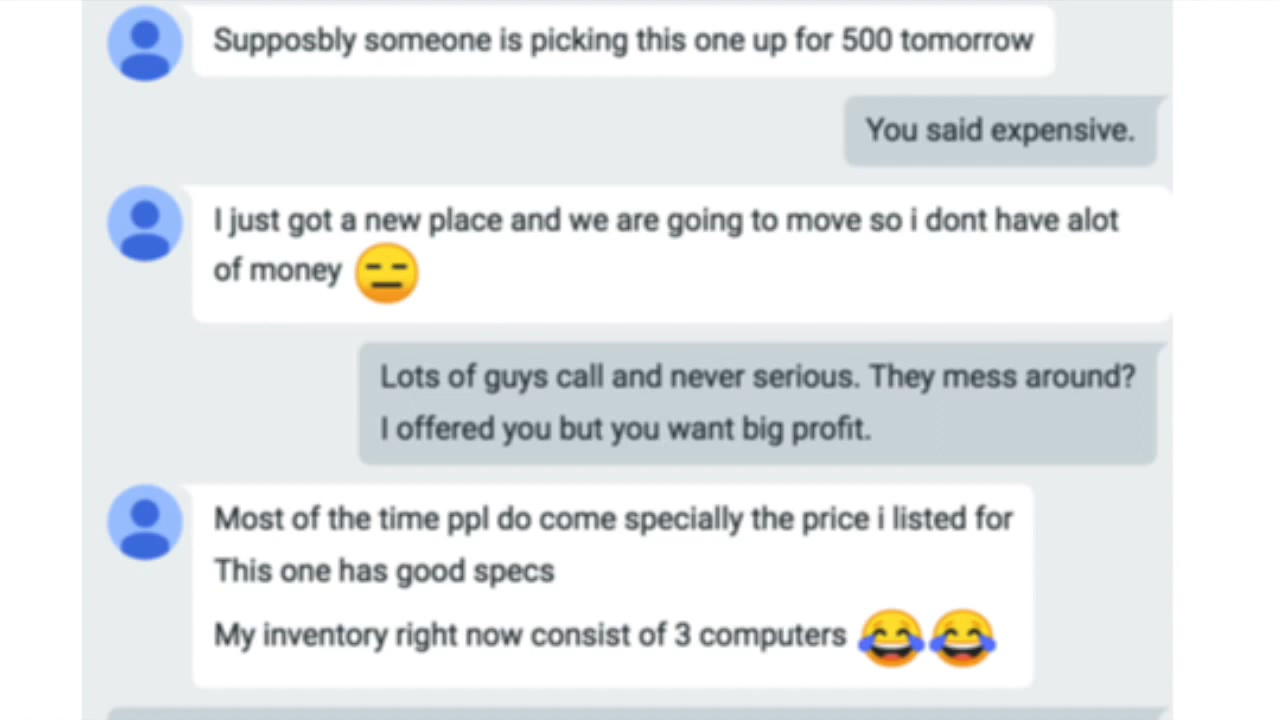 Supposbly someone is picking this one up for 500 tomorrow
You said expensive.
I just got a new place and we are going to move so i dont have alot
of money 😑
Lots of guys call and never serious. They mess around?
I offered you but you want big profit.
Most of the time ppl do come specially the price i listed for
This one has good specs
My inventory right now consist of 3 computers 😂😂